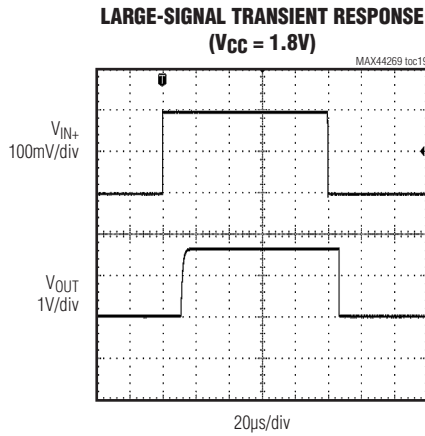 LARGE-SIGNAL TRANSIENT RESPONSE
(VCC = 1.8V)
MAX44269 toc19
VIN+
100mV/div
VOUT
1V/div
20µs/div